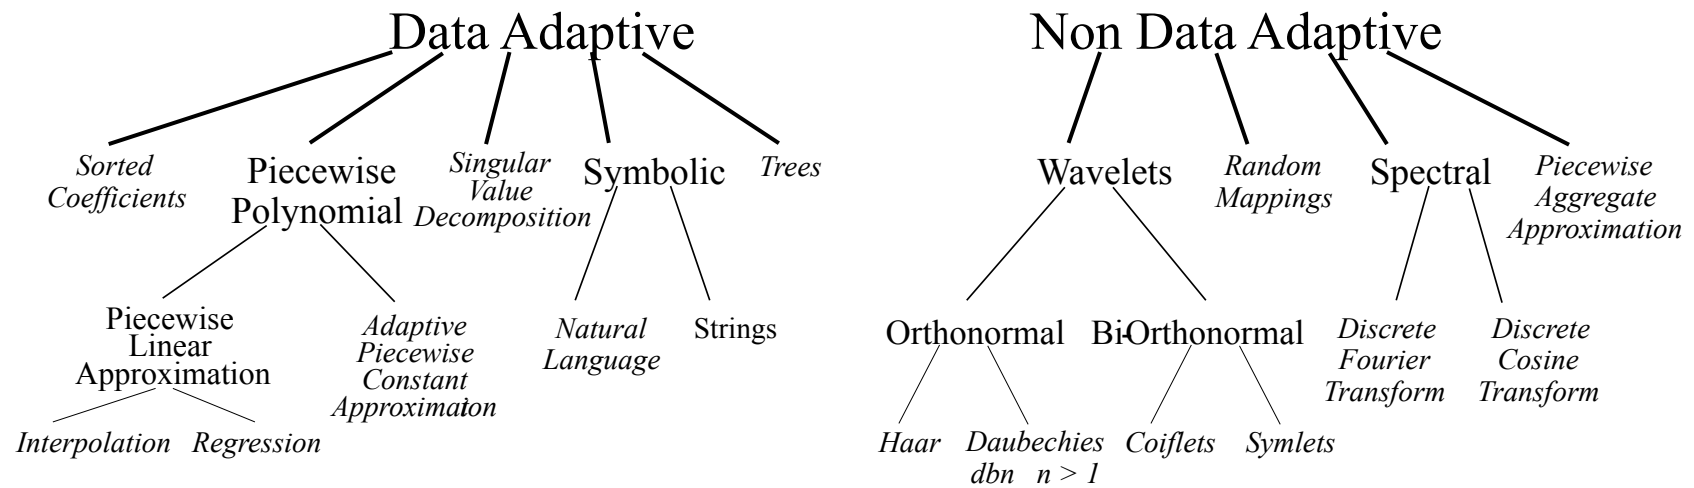 Data Adaptive
Non Data Adaptive
Sorted
Coefficients
Piecewise
Polynomial
Singular
Value
Decomposition
Symbolic
Trees
Wavelets
Random
Mappings
Spectral
Piecewise
Aggregate
Approximation
Piecewise
Linear
Approximation
Adaptive
Piecewise
Constant
Approximation
Natural
Language
Strings
Orthonormal
Bi-Orthonormal
Discrete
Fourier
Transform
Discrete
Cosine
Transform
Interpolation
Regression
Haar
Daubechies
dbn n > 1
Coiflets
Symlets